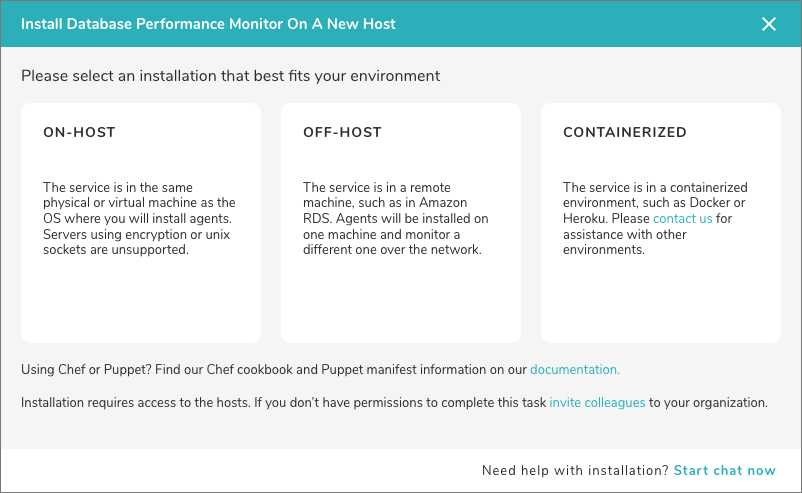 Install Database Performance Monitor On A New Host
Please select an installation that best fits your environment
ON-HOST
The service is in the same
physical or virtual machine as the
OS where you will install agents.
Servers using encryption or unix
sockets are unsupported.
OFF-HOST
The service is in a remote
machine, such as in Amazon
RDS. Agents will be installed on
one machine and monitor a
different one over the network.
CONTAINERIZED
The service is in a containerized
environment, such as Docker or
Heroku. Please contact us for
assistance with other
environments.
Using Chef or Puppet? Find our Chef cookbook and Puppet manifest information on our documentation.
Installation requires access to the hosts. If you don’t have permissions to complete this task invite colleagues to your organization.
Need help with installation? Start chat now